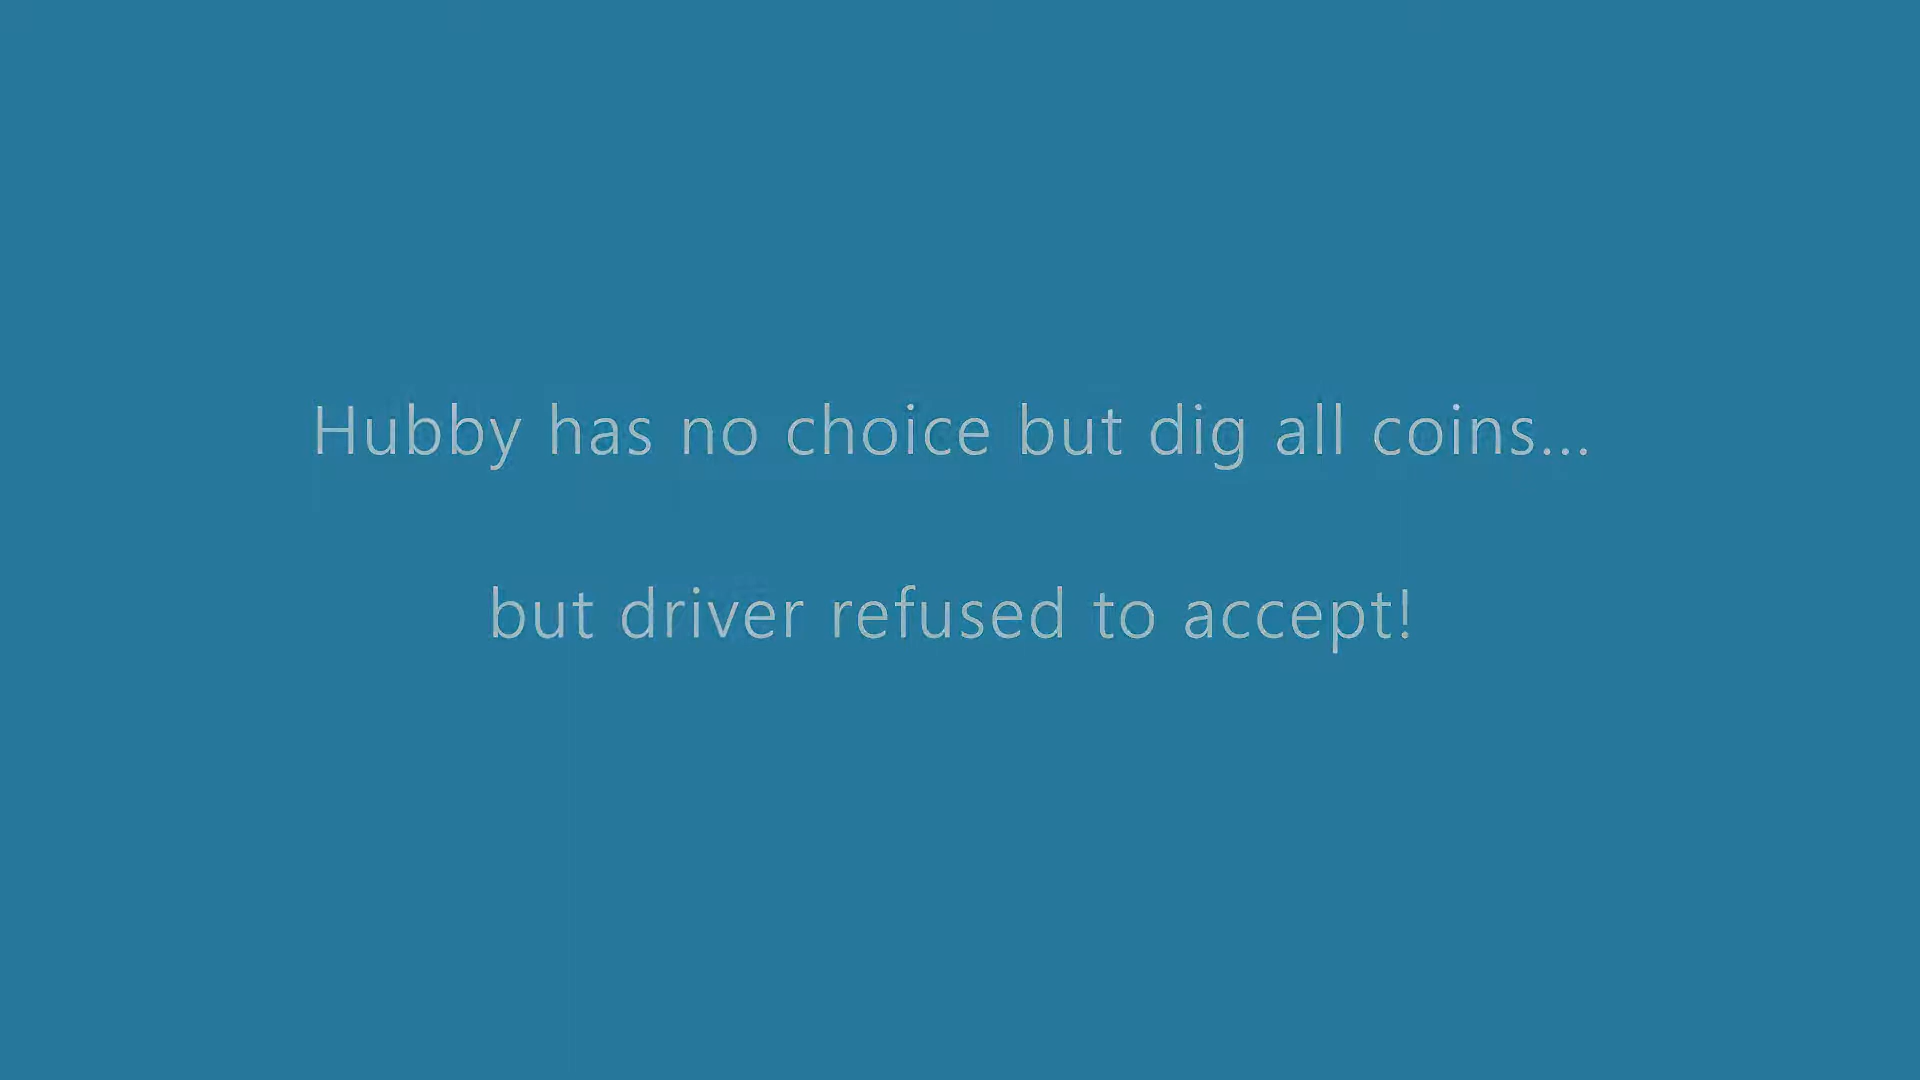 Hubby has no choice but dig all coins...
but driver refused to accept!